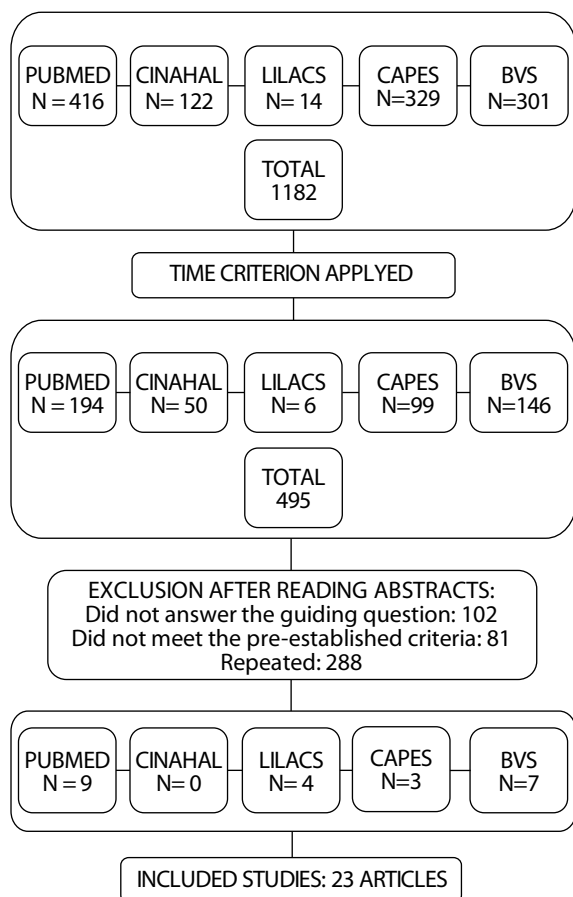 PUBMED
N = 416
CINAHAL
N= 122
LILACS
N= 14
CAPES
N=329
BVS
N=301
TOTAL
1182
TIME CRITERION APPLYED
PUBMED
N = 194
CINAHAL
N= 50
LILACS
N= 6
CAPES
N=99
BVS
N=146
TOTAL
495
EXCLUSION AFTER READING ABSTRACTS:
Did not answer the guiding question: 102
Did not meet the pre-established criteria: 81
Repeated: 288
PUBMED
N = 9
CINAHAL
N= 0
LILACS
N= 4
CAPES
N=3
BVS
N=7
INCLUDED STUDIES: 23 ARTICLES